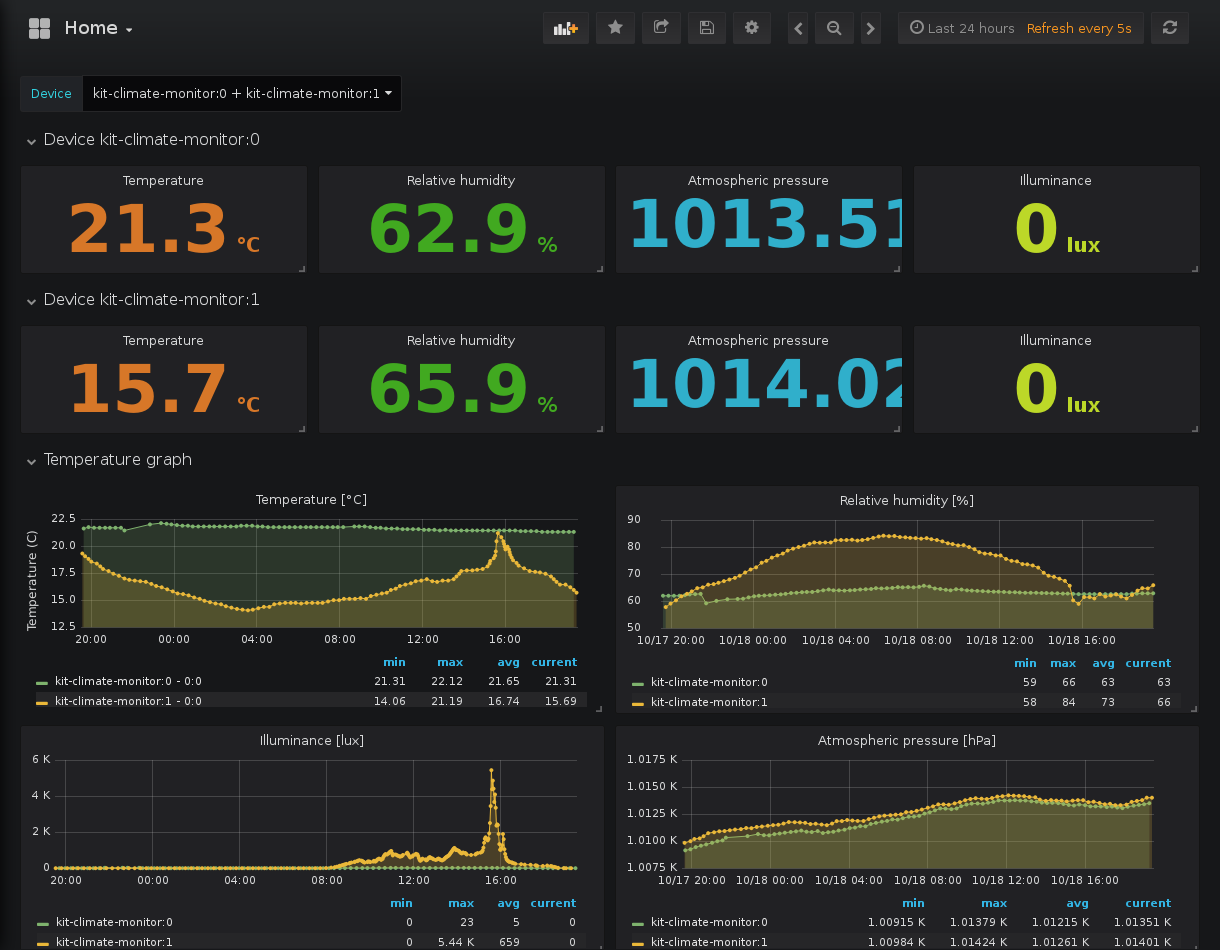 Home
Last 24 hours Refresh every 5s
Device kit-climate-monitor:0 + kit-climate-monitor:1
Device kit-climate-monitor:0
Temperature Relative humidity Atmospheric pressure Illuminance
21.3 °C 62.9 % 1013.51 0 lux
Device kit-climate-monitor:1
Temperature Relative humidity Atmospheric pressure Illuminance
15.7 °C 65.9 % 1014.02 0 lux
Temperature graph
Temperature [°C]
Temperature (C)
22.5
20.0
17.5
15.0
12.5
20:00 00:00 04:00 08:00 12:00 16:00
min max avg current
kit-climate-monitor:0 - 0:0 21.31 22.12 21.65 21.31
kit-climate-monitor:1 - 0:0 14.06 21.19 16.74 15.69
Relative humidity [%]
90
80
70
60
50
10/17 20:00 10/18 00:00 10/18 04:00 10/18 08:00 10/18 12:00 10/18 16:00
min max avg current
kit-climate-monitor:0 59 66 63 63
kit-climate-monitor:1 58 84 73 66
Illuminance [lux]
6 K
4 K
2 K
0
20:00 00:00 04:00 08:00 12:00 16:00
min max avg current
kit-climate-monitor:0 0 23 5 0
kit-climate-monitor:1 0 5.44 K 659 0
Atmospheric pressure [hPa]
1.0175 K
1.0150 K
1.0125 K
1.0100 K
1.0075 K
10/17 20:00 10/18 00:00 10/18 04:00 10/18 08:00 10/18 12:00 10/18 16:00
min max avg current
kit-climate-monitor:0 1.00915 K 1.01379 K 1.01215 K 1.01351 K
kit-climate-monitor:1 1.00984 K 1.01424 K 1.01261 K 1.01401 K